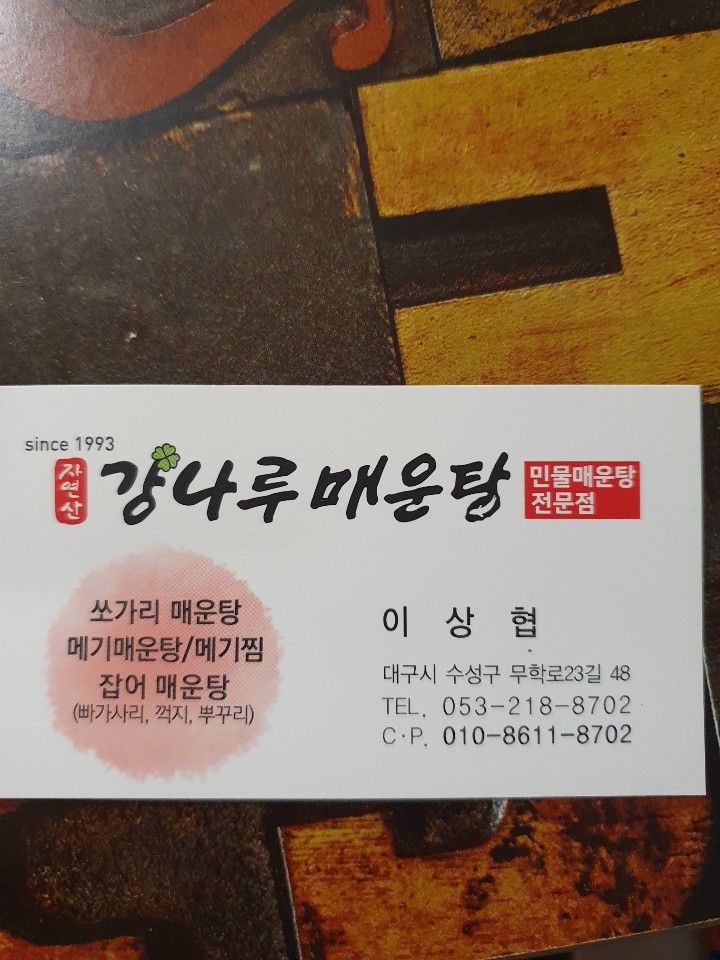 since 1993
자연산
강나루매운탕
민물매운탕
전문점
쏘가리 매운탕
메기매운탕/메기찜
잡어 매운탕
(빠가사리, 꺽지, 뿌꾸리)
이 상 협
대구시 수성구 무학로23길 48
TEL. 053-218-8702
C·P. 010-8611-8702